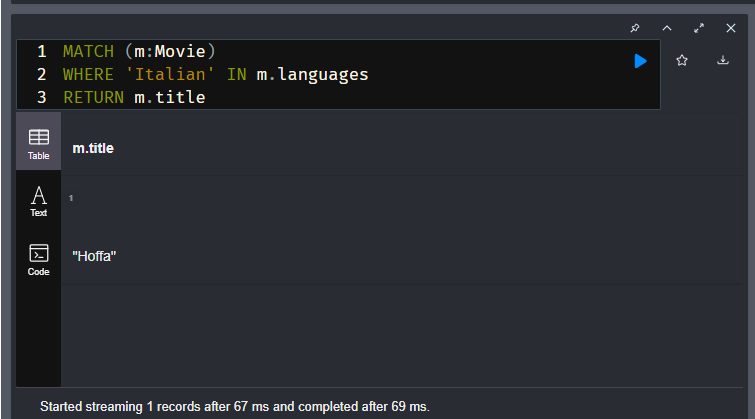 1 MATCH (m:Movie)
2 WHERE 'Italian' IN m.languages
3 RETURN m.title
Table
m.title
Text
1
Code
"Hoffa"
Started streaming 1 records after 67 ms and completed after 69 ms.